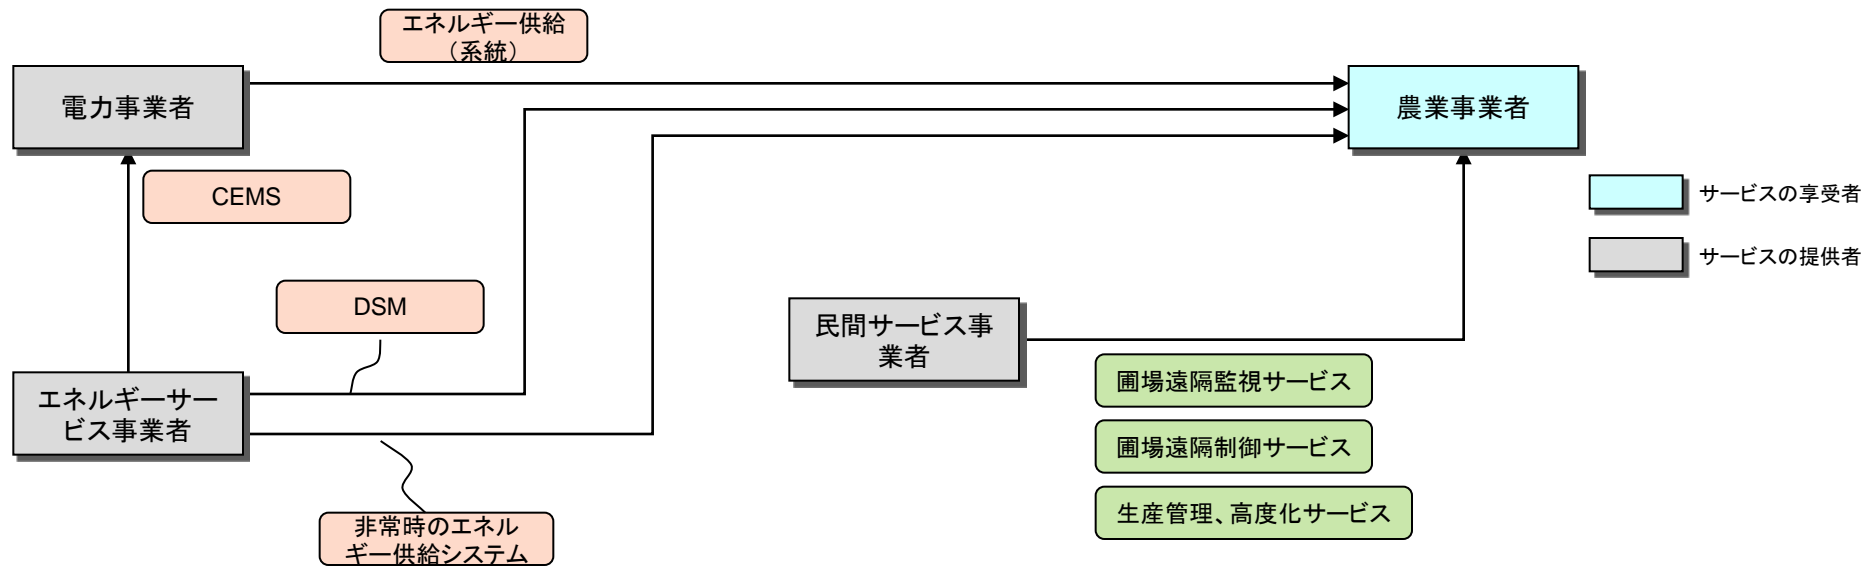 エネルギー供給
（系統）
電力事業者
農業事業者
CEMS
サービスの享受者
サービスの提供者
DSM
民間サービス事
業者
エネルギーサー
ビス事業者
圃場遠隔監視サービス
圃場遠隔制御サービス
生産管理、高度化サービス
非常時のエネル
ギー供給システム